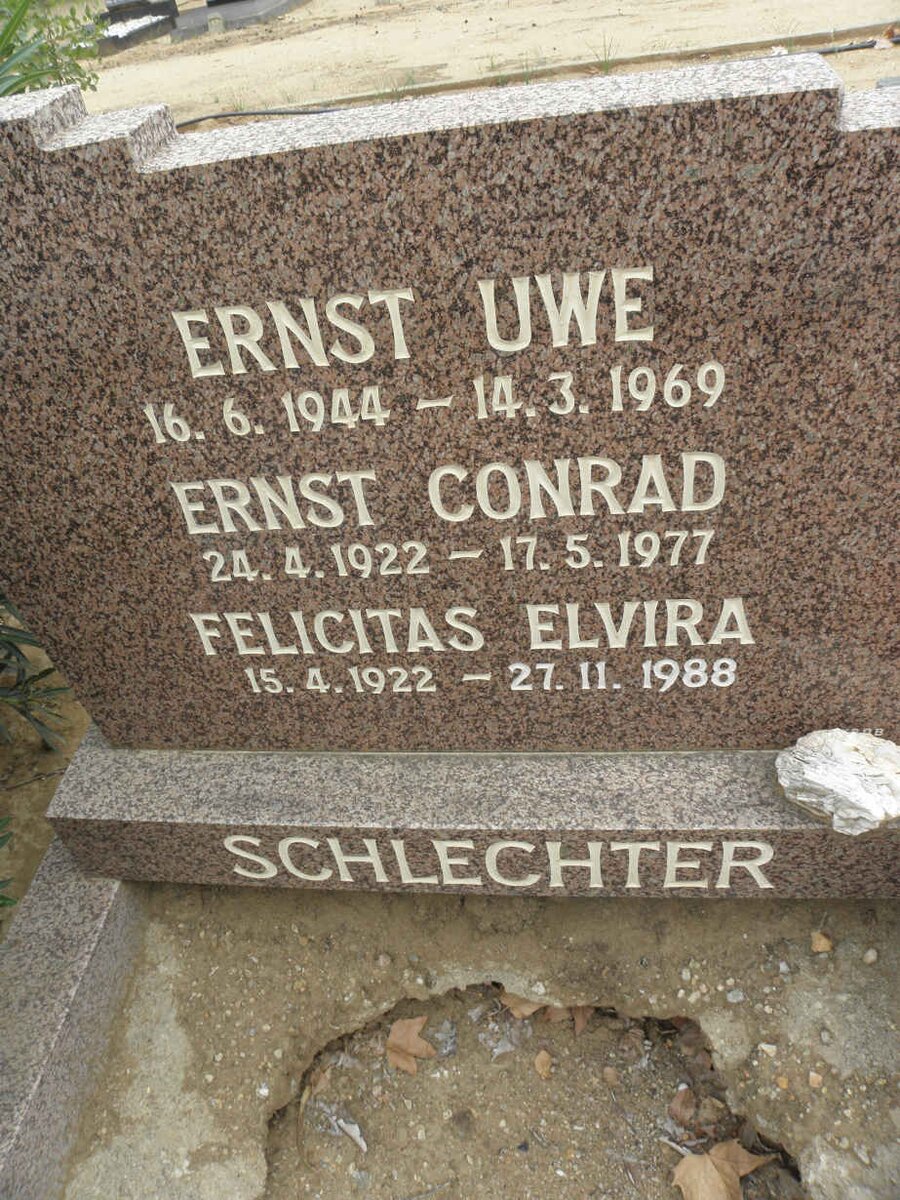 ERNST UWE
16. 6. 1944 – 14. 3. 1969
ERNST CONRAD
24. 4. 1922 – 17. 5. 1977
FELICITAS ELVIRA
15. 4. 1922 – 27. 11. 1988
SCHLECHTER